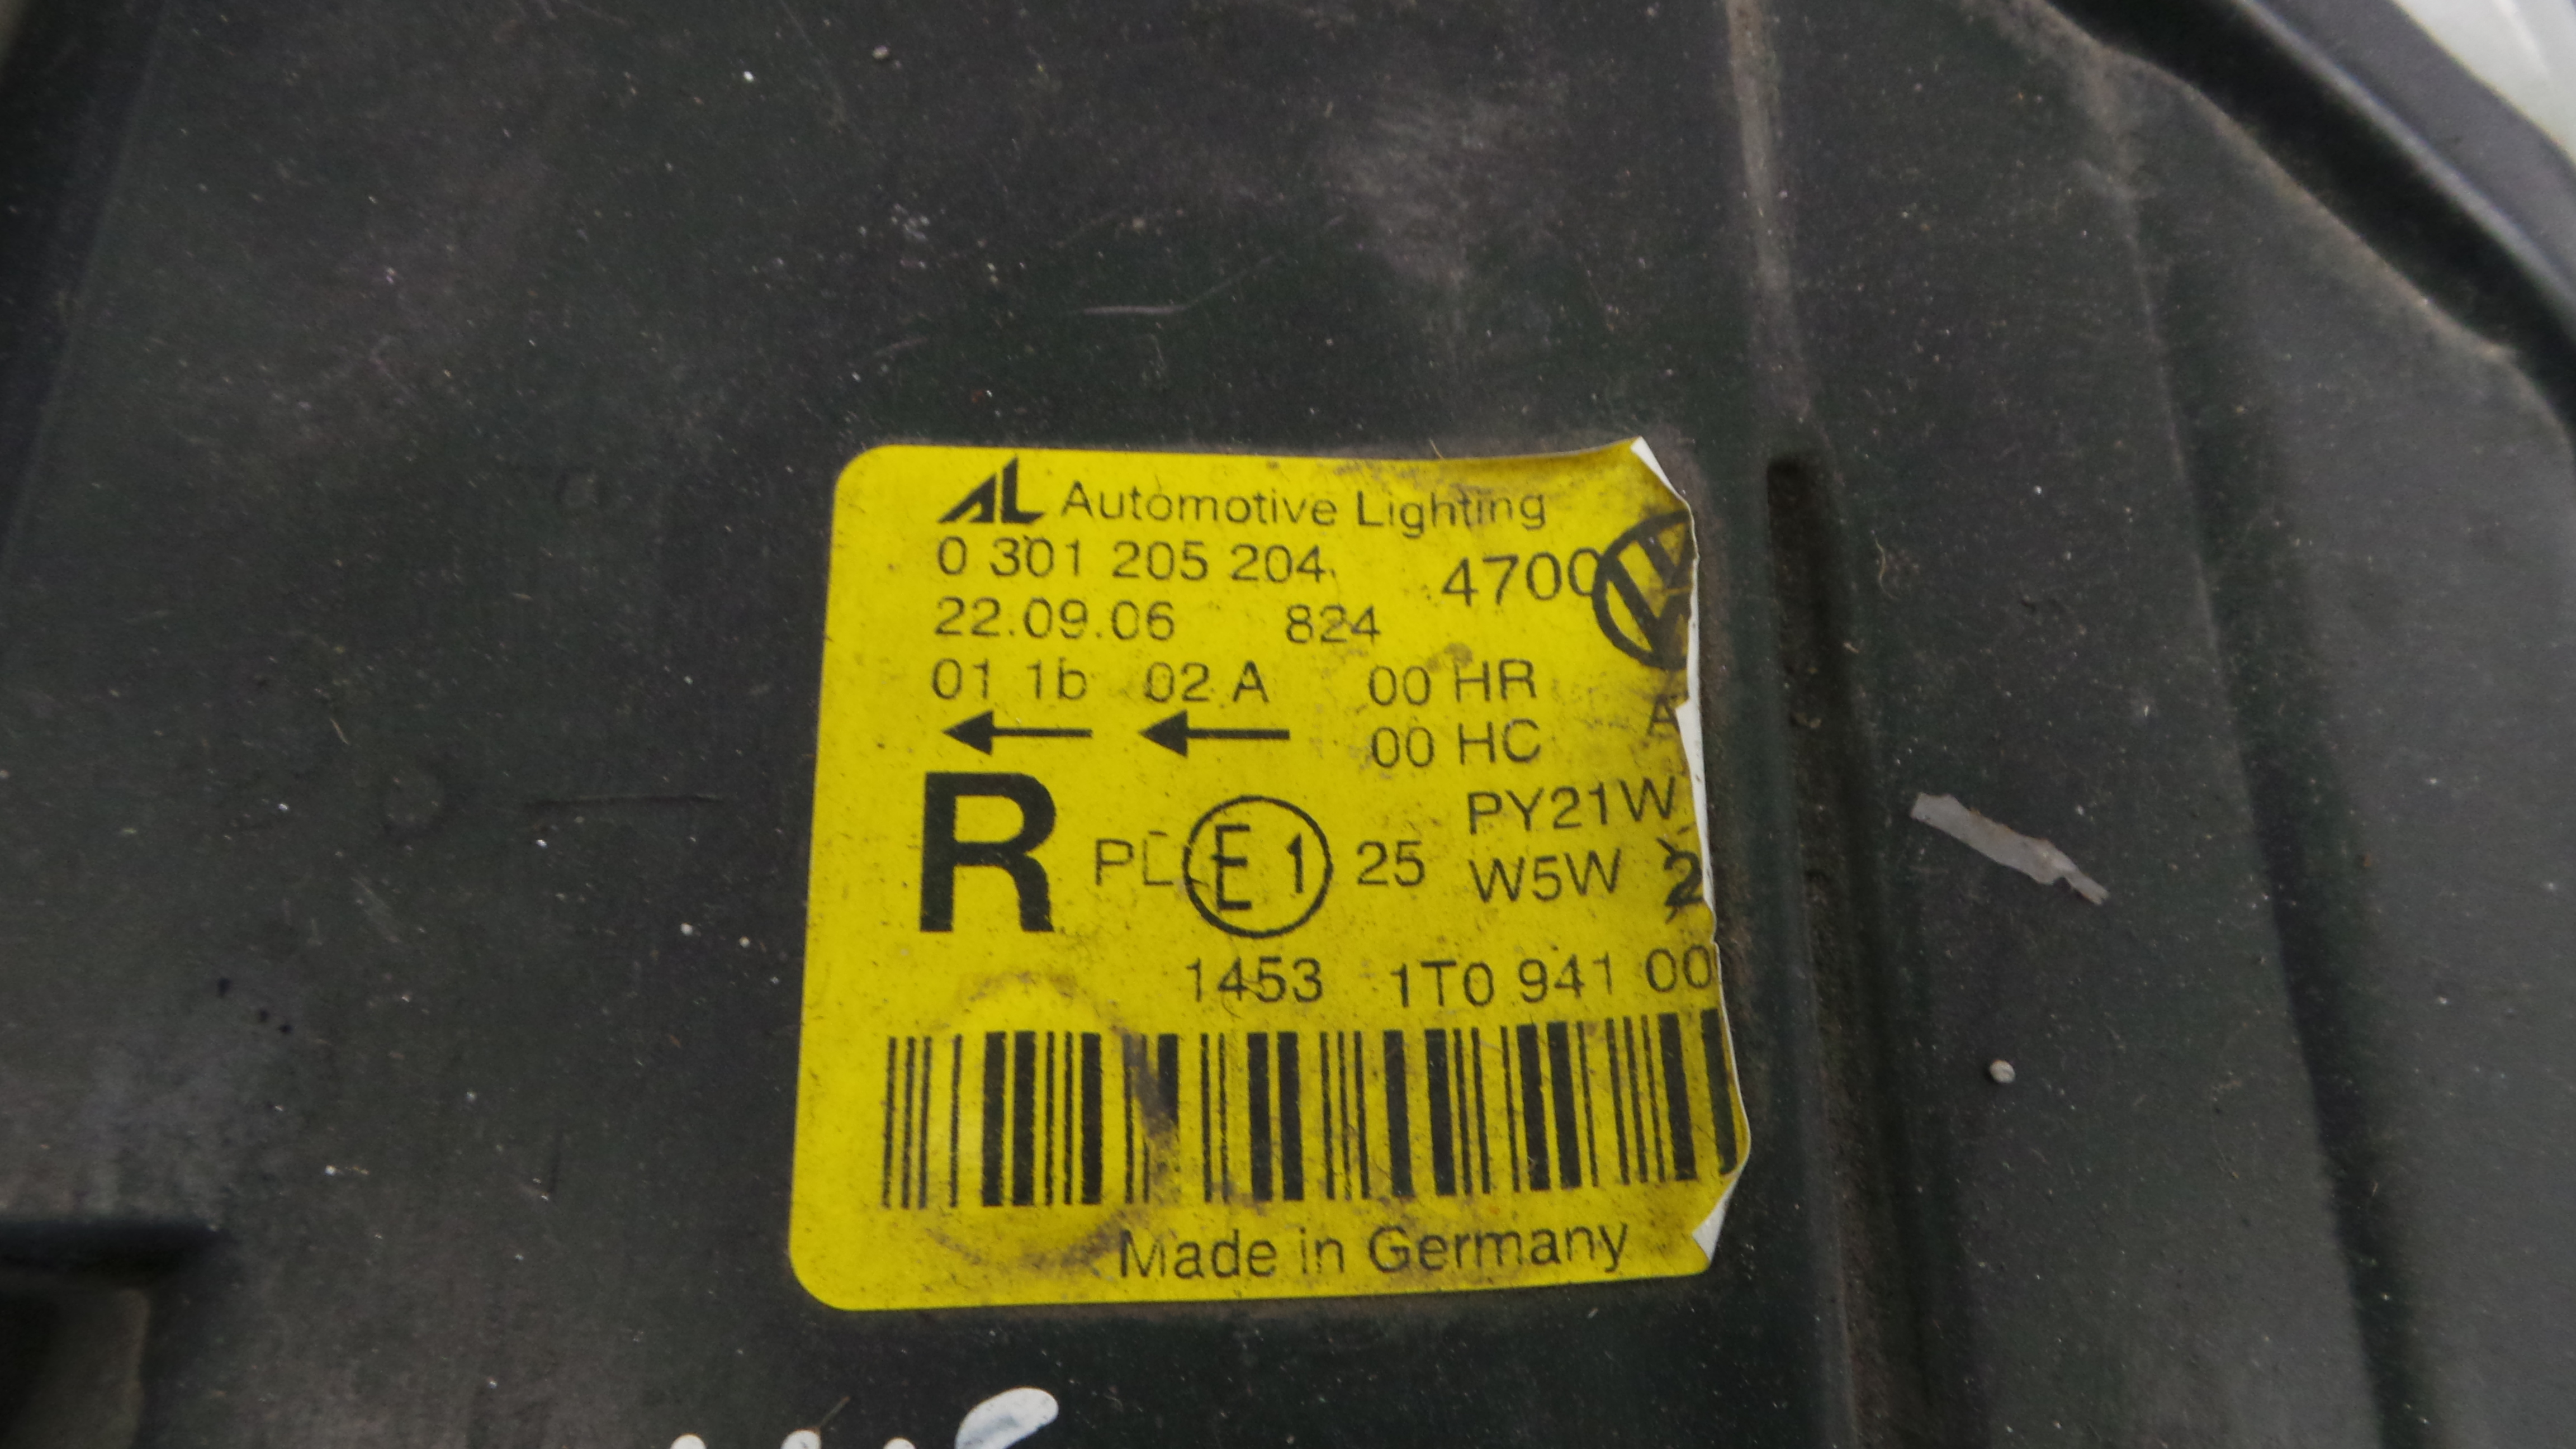 AL Automotive Lighting
0 301 205 204 4700
22.09.06 824
01 1b 02 A 00 HR
00 HC A
R PL E1 25 PY21W
W5W 2
1453 1T0 941 00
Made in Germany